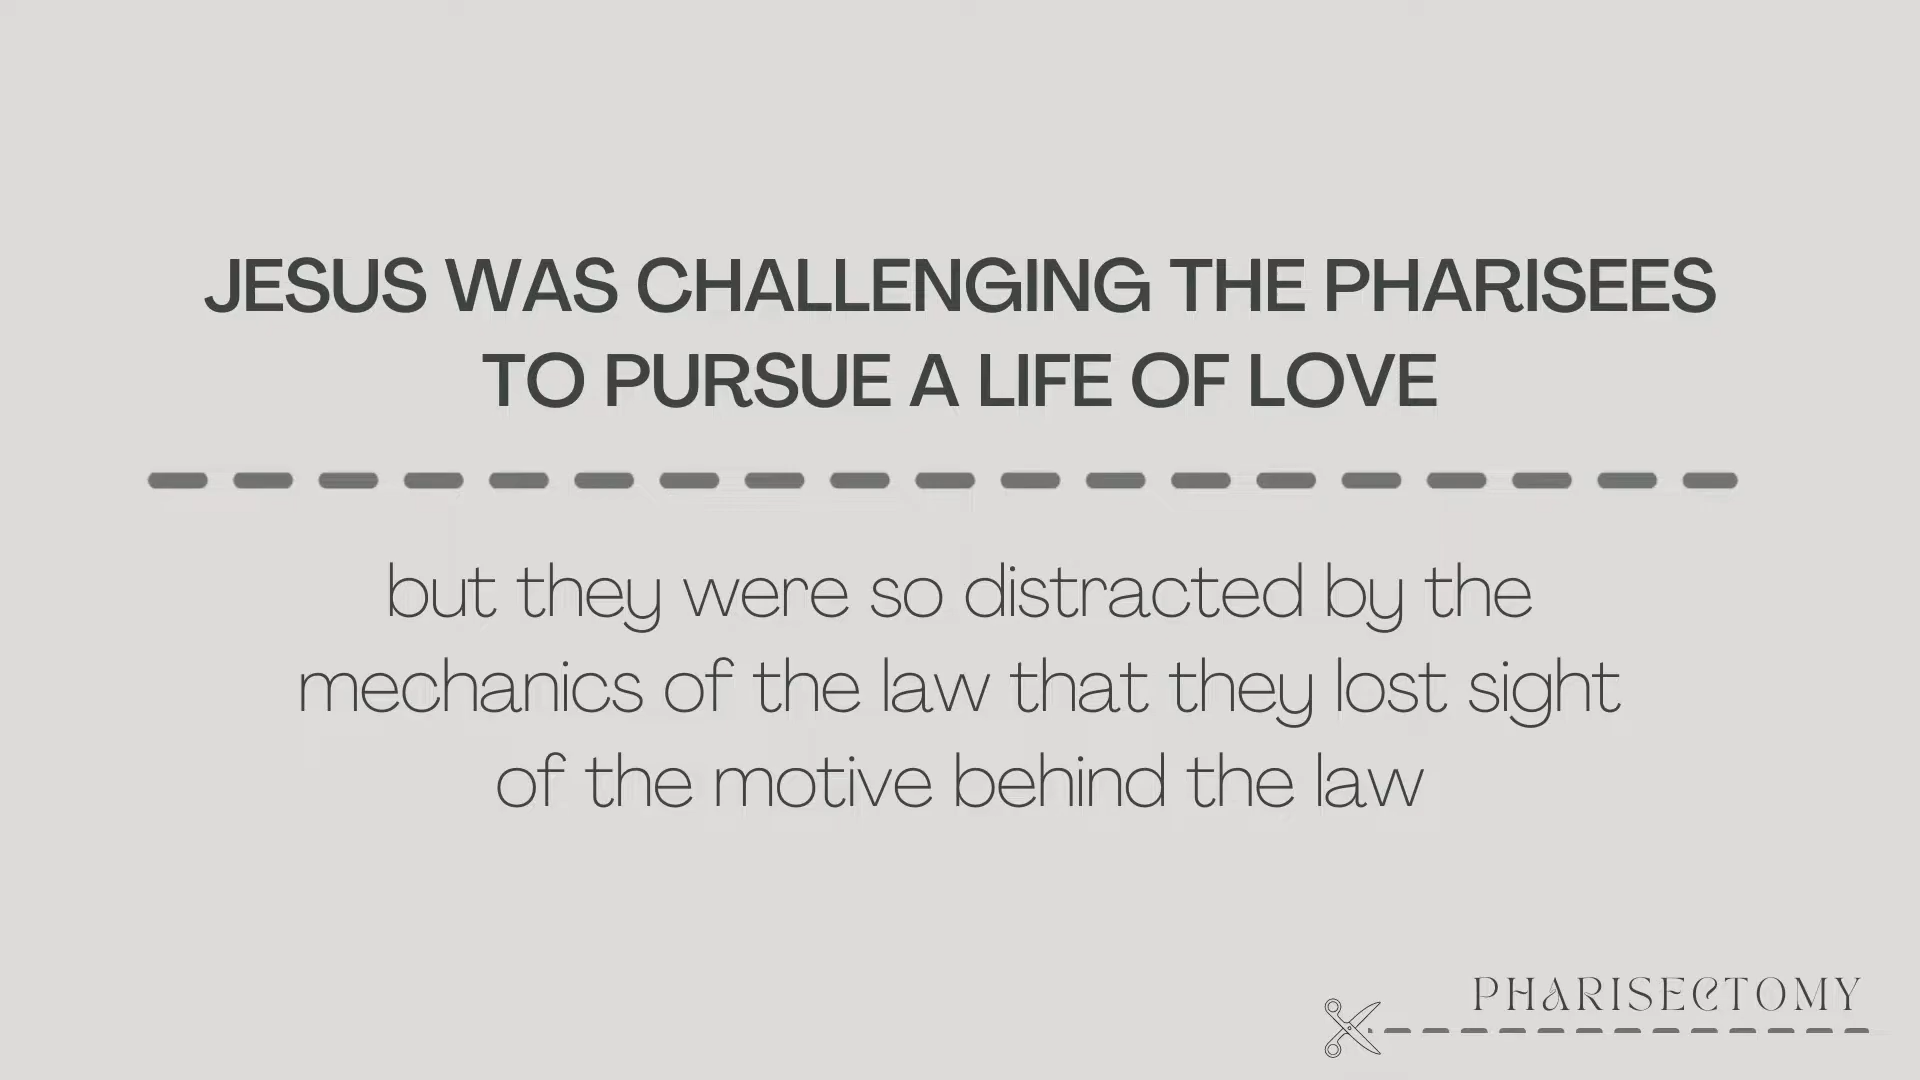 JESUS WAS CHALLENGING THE PHARISEES
TO PURSUE A LIFE OF LOVE
but they were so distracted by the
mechanics of the law that they lost sight
of the motive behind the law
PHARISECTOMY